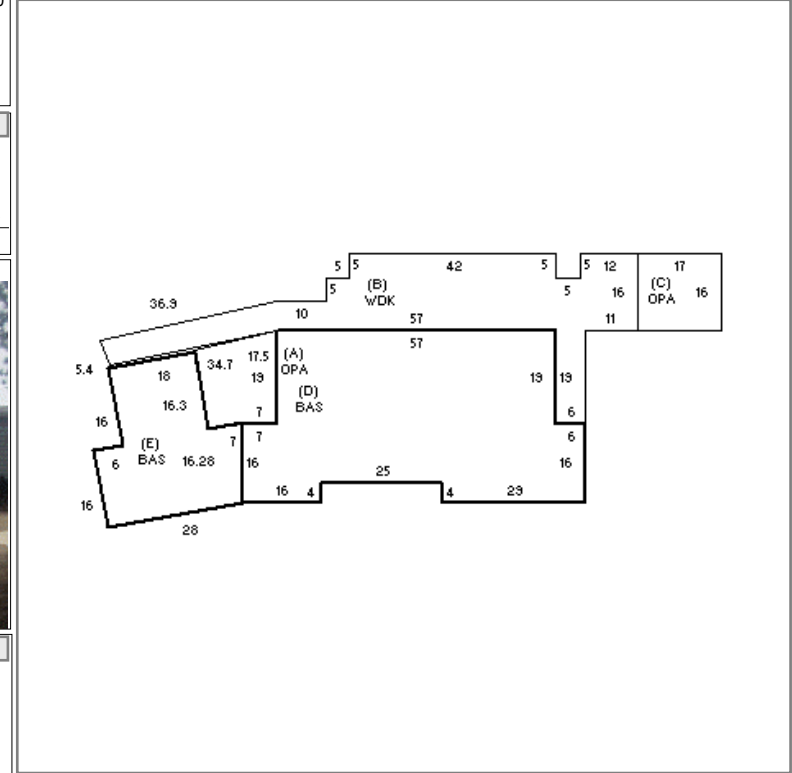 5 5 42 5 5 12 17
(B) (C)
WDK OPA
5 5 16 16
36.9
10 57 11
57
5.4 18 34.7 17.5 (A)
OPA
19 19 19
(D)
BAS
16.3
7 6
16 7 7 6
(E)
BAS
6 16.28 16 16
25
16 16 4 4 29
28